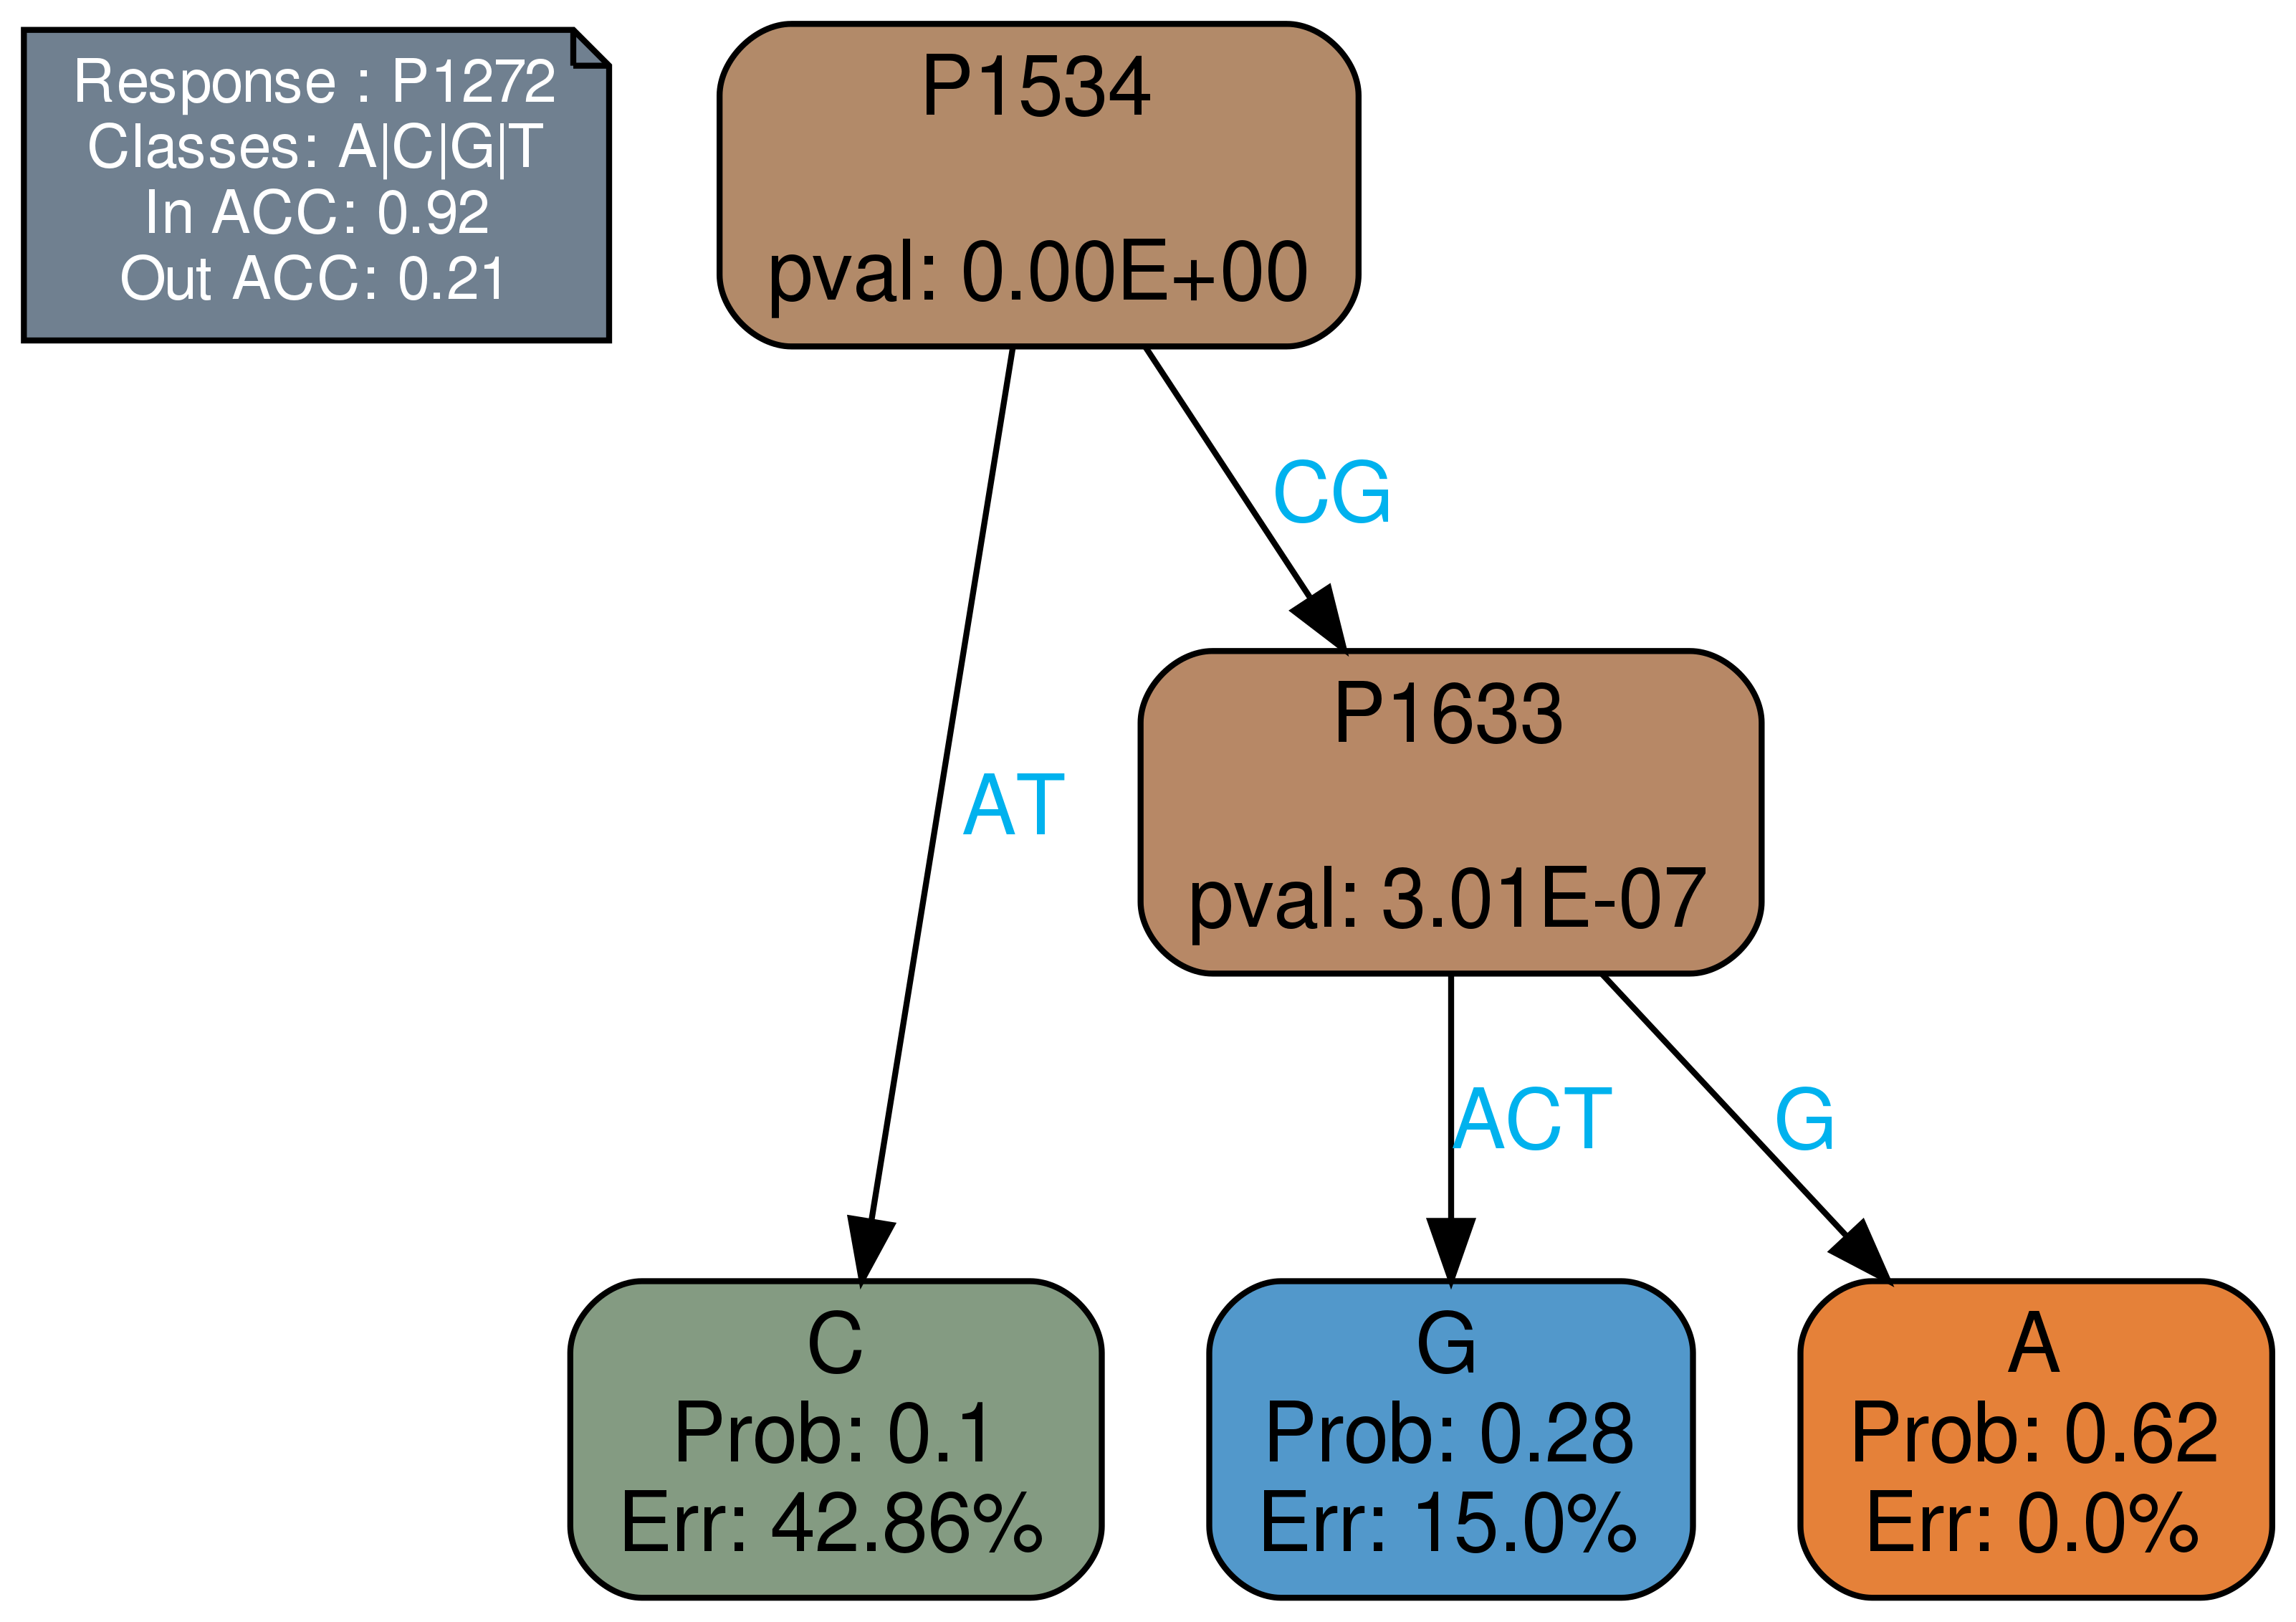 Response : P1272
Classes: A|C|G|T
In ACC: 0.92
Out ACC: 0.21
P1534
pval: 0.00E+00
CG
AT
P1633
pval: 3.01E-07
ACT
G
C
Prob: 0.1
Err: 42.86%
G
Prob: 0.28
Err: 15.0%
A
Prob: 0.62
Err: 0.0%